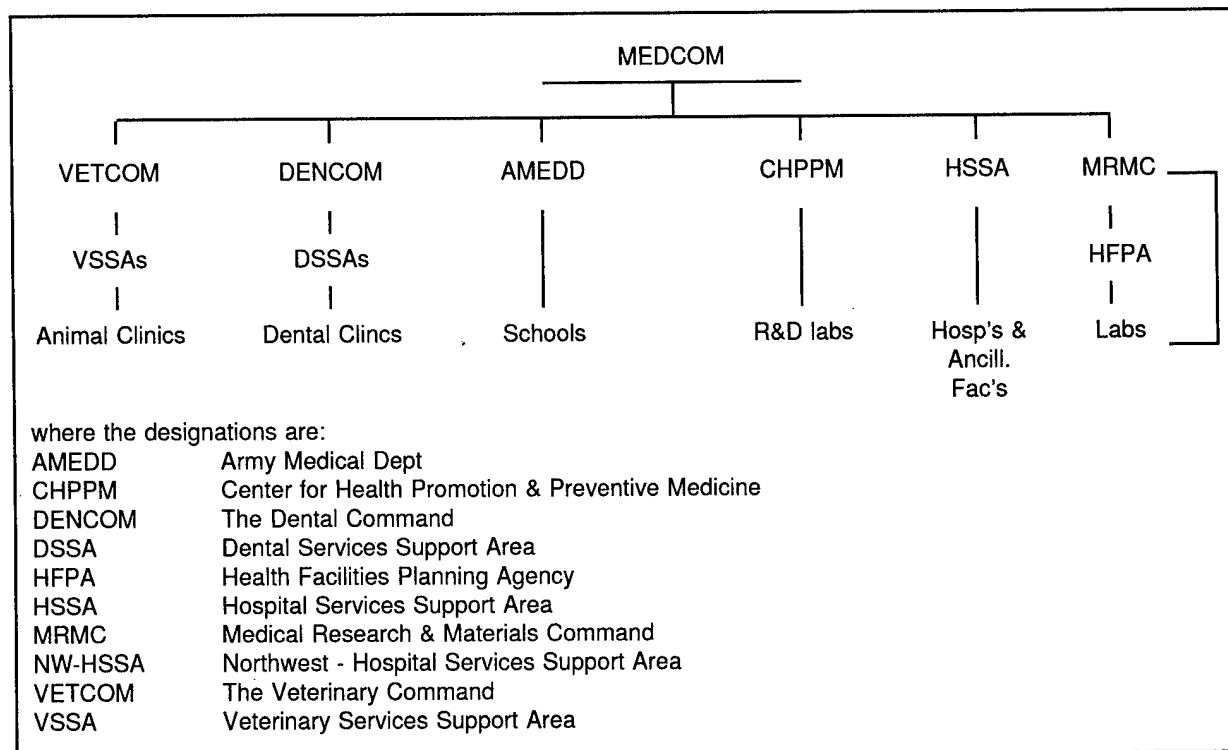 MEDCOM
VETCOM DENCOM AMEDD CHPPM HSSA MRMC
VSSAs DSSAs HFPA
Animal Clinics Dental Clincs Schools R&D labs Hosp's & Labs
Ancill.
Fac's
where the designations are:
AMEDD Army Medical Dept
CHPPM Center for Health Promotion & Preventive Medicine
DENCOM The Dental Command
DSSA Dental Services Support Area
HFPA Health Facilities Planning Agency
HSSA Hospital Services Support Area
MRMC Medical Research & Materials Command
NW-HSSA Northwest - Hospital Services Support Area
VETCOM The Veterinary Command
VSSA Veterinary Services Support Area